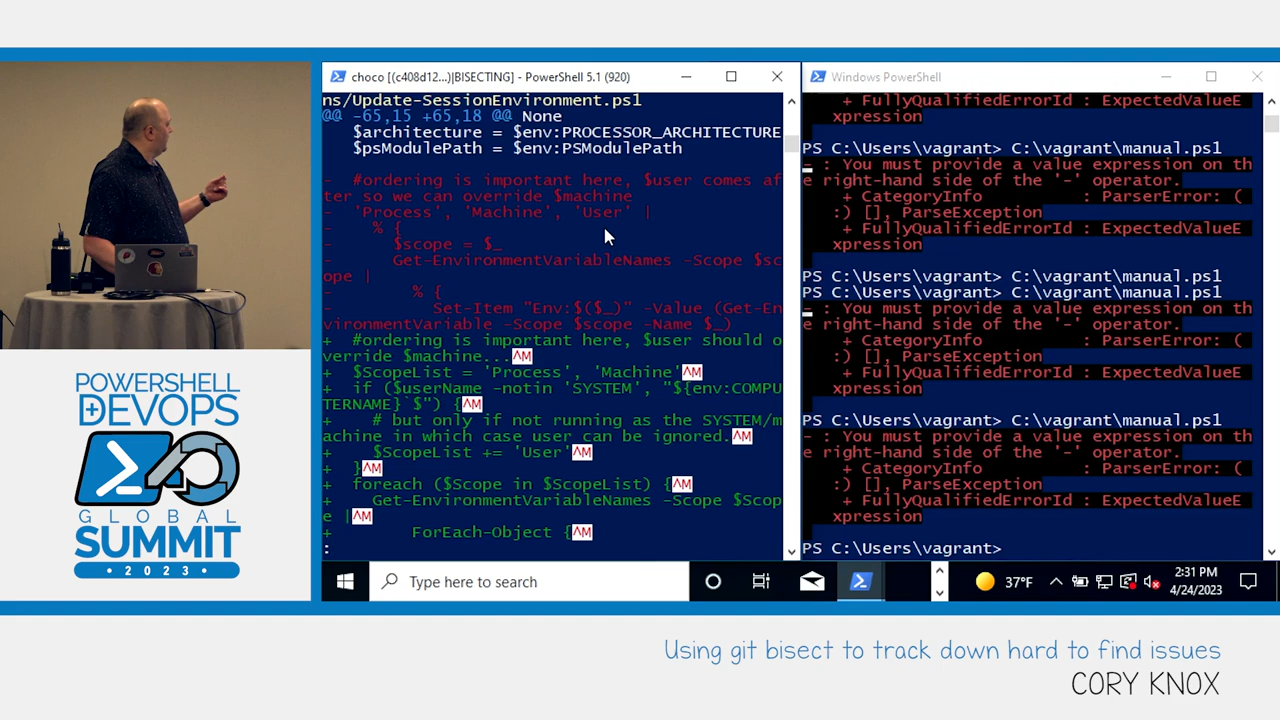 choco [(c408d12...)|BISECTING] - PowerShell 5.1 (920)
ns/Update-SessionEnvironment.ps1
@@ -65,15 +65,18 @@ None
$architecture = $env:PROCESSOR_ARCHITECTURE
$psModulePath = $env:PSModulePath
- #ordering is important here, $user comes af
ter so we can override $machine
- 'Process', 'Machine', 'User' |
- % {
- $scope = $_
- Get-EnvironmentVariableNames -Scope $sc
ope |
- % {
- Set-Item "Env:$($_)" -Value (Get-En
vironmentVariable -Scope $scope -Name $_)
+ #ordering is important here, $user should o
verride $machine...^M
+ $ScopeList = 'Process', 'Machine'^M
+ if ($userName -notin 'SYSTEM', "${env:COMPU
TERNAME}`$") {^M
+ # but only if not running as the SYSTEM/m
achine in which case user can be ignored.^M
+ $ScopeList += 'User'^M
+ }^M
+ foreach ($Scope in $ScopeList) {^M
+ Get-EnvironmentVariableNames -Scope $Scop
e |^M
+ ForEach-Object {^M
:
Windows PowerShell
+ FullyQualifiedErrorId : ExpectedValueE
xpression
PS C:\Users\vagrant> C:\vagrant\manual.ps1
- : You must provide a value expression on th
e right-hand side of the '-' operator.
+ CategoryInfo : ParserError: (
:) [], ParseException
+ FullyQualifiedErrorId : ExpectedValueE
xpression
PS C:\Users\vagrant> C:\vagrant\manual.ps1
PS C:\Users\vagrant> C:\vagrant\manual.ps1
- : You must provide a value expression on th
e right-hand side of the '-' operator.
+ CategoryInfo : ParserError: (
:) [], ParseException
+ FullyQualifiedErrorId : ExpectedValueE
xpression
PS C:\Users\vagrant> C:\vagrant\manual.ps1
- : You must provide a value expression on th
e right-hand side of the '-' operator.
+ CategoryInfo : ParserError: (
:) [], ParseException
+ FullyQualifiedErrorId : ExpectedValueE
xpression
PS C:\Users\vagrant>
Type here to search
37°F
2:31 PM
4/24/2023
POWERSHELL
+DEVOPS
GLOBAL
SUMMIT
• 2023 •
Using git bisect to track down hard to find issues
CORY KNOX